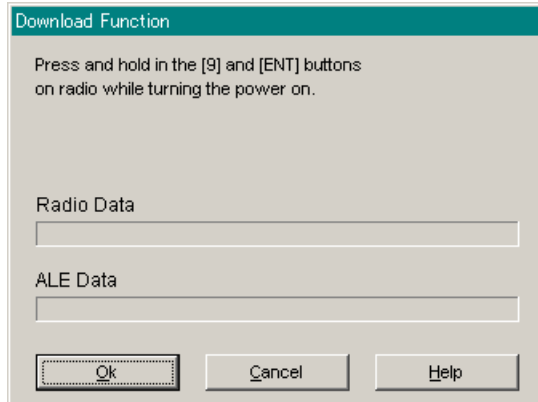 Download Function
Press and hold in the [9] and [ENT] buttons
on radio while turning the power on.
Radio Data
ALE Data
Ok
Cancel
Help